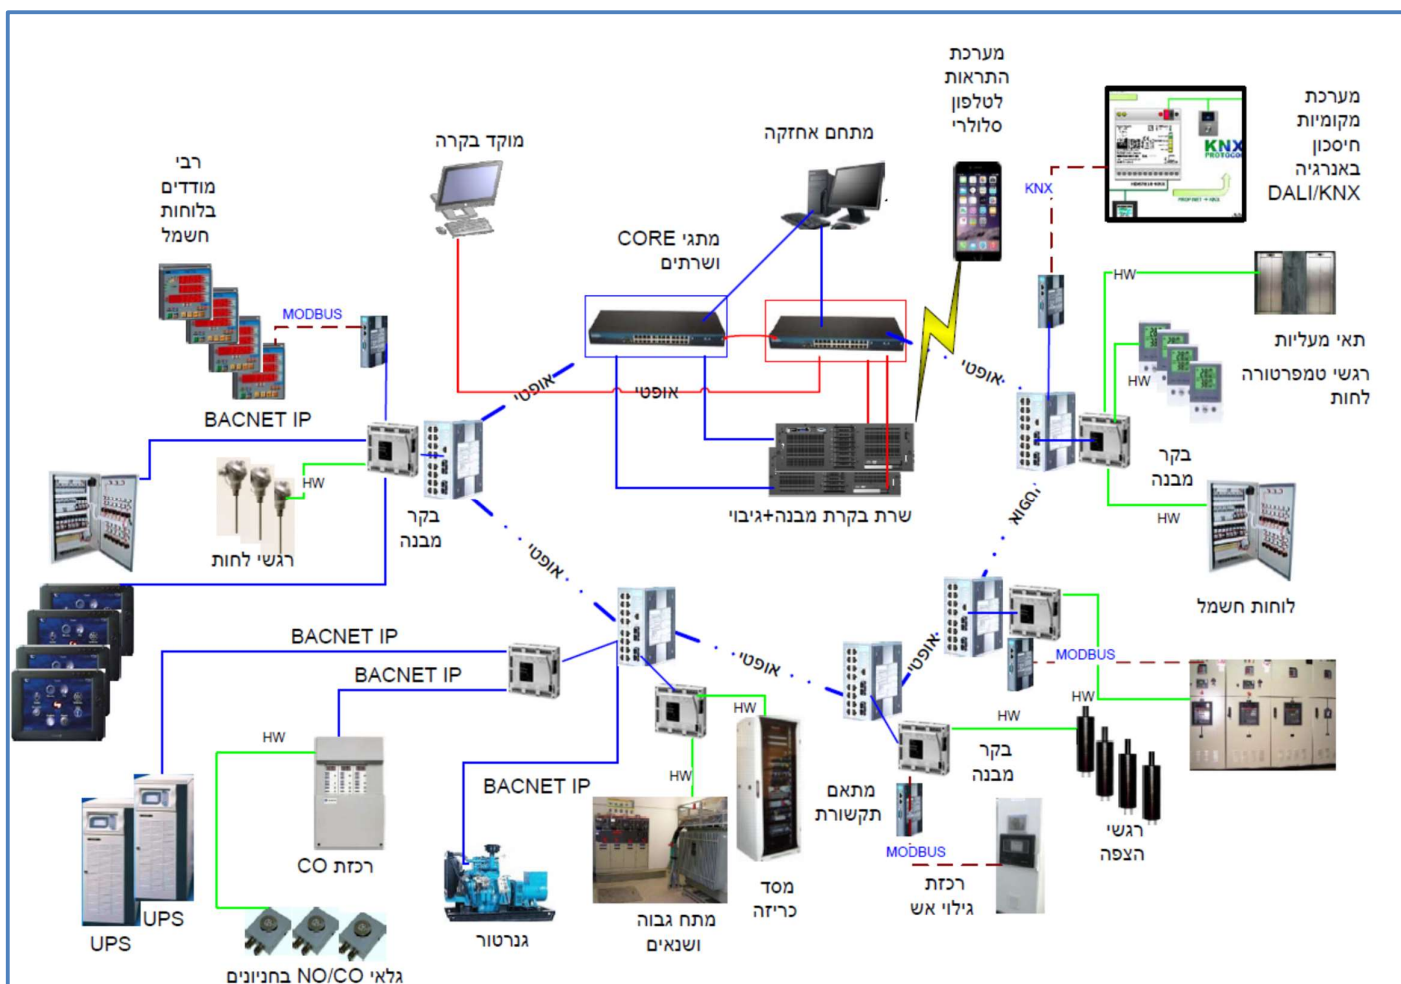 מערכת
התראות
לטלפון
סלולרי
מערכת
מקומיות
חיסכון
באנרגיה
DALI/KNX
KNX
PROTOCOL
KNX
מתחם אחזקה
מוקד בקרה
רבי
מודדים
בלוחות
חשמל
מתגי CORE
ושרתים
MODBUS
HW
תאי מעליות
רגשי טמפרטורה
לחות
HW
אופטי
אופטי
אופטי
BACNET IP
HW
בקר
מבנה
HW
אופטי
שרת בקרת מבנה+גיבוי
בקר
מבנה
רגשי לחות
אופטי
לוחות חשמל
BACNET IP
BACNET IP
אופטי
אופטי
MODBUS
HW
HW
HW
HW
HW
BACNET IP
בקר
מבנה
מתאם
תקשורת
רגשי
הצפה
MODBUS
רכזת CO
מסד
כריזה
רכזת
גילוי אש
UPS
UPS
גנרטור
מתח גבוה
ושנאים
גלאי NO/CO בחניונים